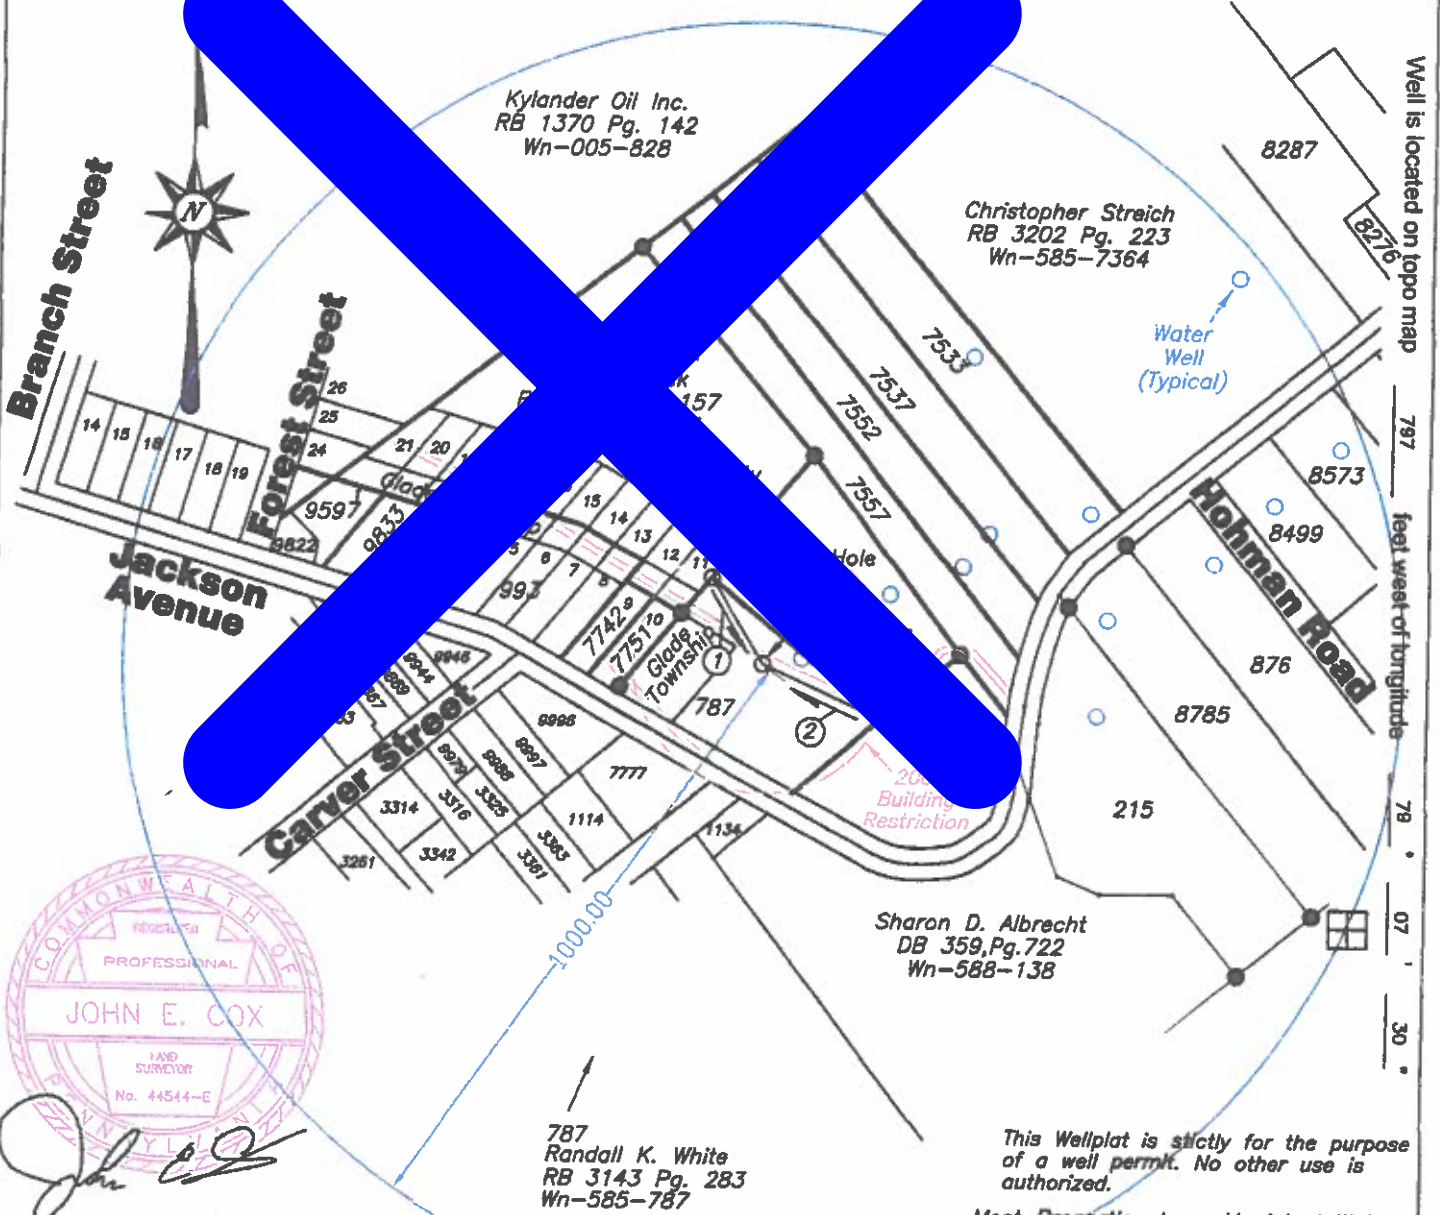 Kylander Oil Inc.
RB 1370 Pg. 142
Wn-005-828
Christopher Streich
RB 3202 Pg. 223
Wn-585-7364
Well is located on topo map 797 feet west of longitude 79 ° 07 ' 30 "
8287
8276
Branch Street
N
Forest Street
Water
Well
(Typical)
7533
7537
7552
7557
157
26
25
24
14
15
16
17
18
19
21
20
9597
9833
9822
15
14
13
12
11
5
6
7
8
9
10
993
7742
7751
Glade
Township
Hole
1
2
787
8573
8499
Hohman Road
876
8785
215
Jackson
Avenue
9946
9944
Carver Street
9998
9997
9986
9979
7777
3314
3316
3325
1114
1134
3261
3342
3363
3361
Building
Restriction
1000.00
Sharon D. Albrecht
DB 359,Pg.722
Wn-588-138
COMMONWEALTH OF
REGISTERED
PROFESSIONAL
JOHN E. COX
LAND
SURVEYOR
No. 44544-E
787
Randall K. White
RB 3143 Pg. 283
Wn-585-787
This Wellplat is stictly for the purpose
of a well permit. No other use is
authorized.